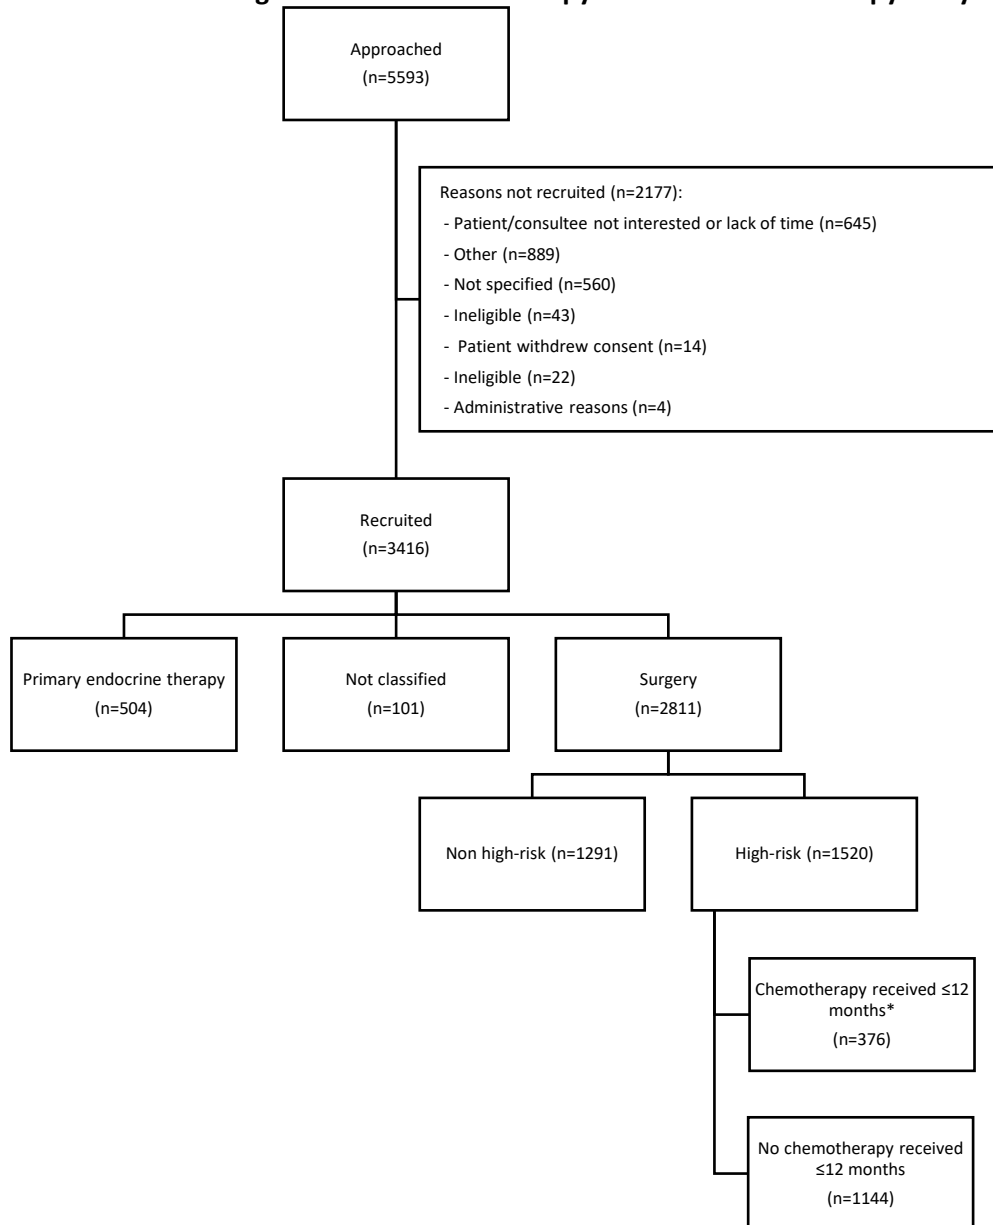 Approached
(n=5593)
Reasons not recruited (n=2177):
- Patient/consultee not interested or lack of time (n=645)
- Other (n=889)
- Not specified (n=560)
- Ineligible (n=43)
- Patient withdrew consent (n=14)
- Ineligible (n=22)
- Administrative reasons (n=4)
Recruited
(n=3416)
Primary endocrine therapy
(n=504)
Not classified
(n=101)
Surgery
(n=2811)
Non high-risk (n=1291)
High-risk (n=1520)
Chemotherapy received ≤12
months*
(n=376)
No chemotherapy received
≤12 months
(n=1144)